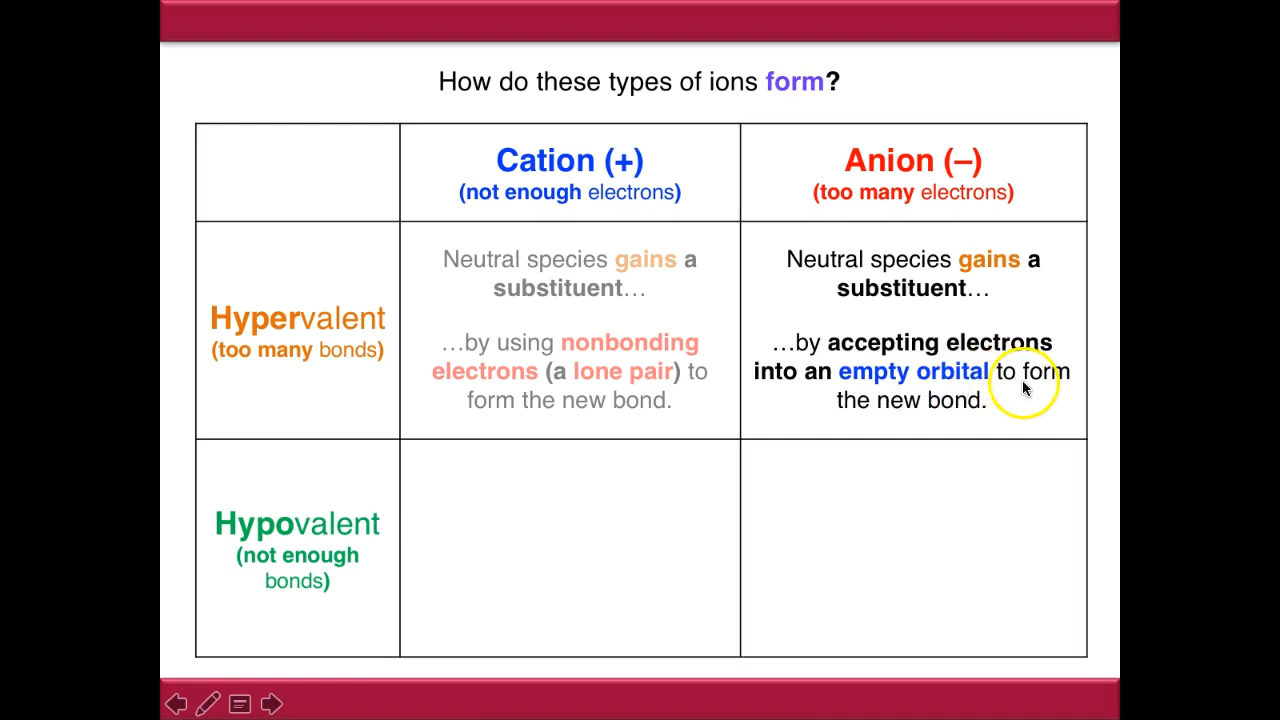 How do these types of ions form?
Cation (+)
(not enough electrons)
Anion (–)
(too many electrons)
Hypervalent
(too many bonds)
Neutral species gains a
substituent…
…by using nonbonding
electrons (a lone pair) to
form the new bond.
Neutral species gains a
substituent…
…by accepting electrons
into an empty orbital to form
the new bond.
Hypovalent
(not enough
bonds)